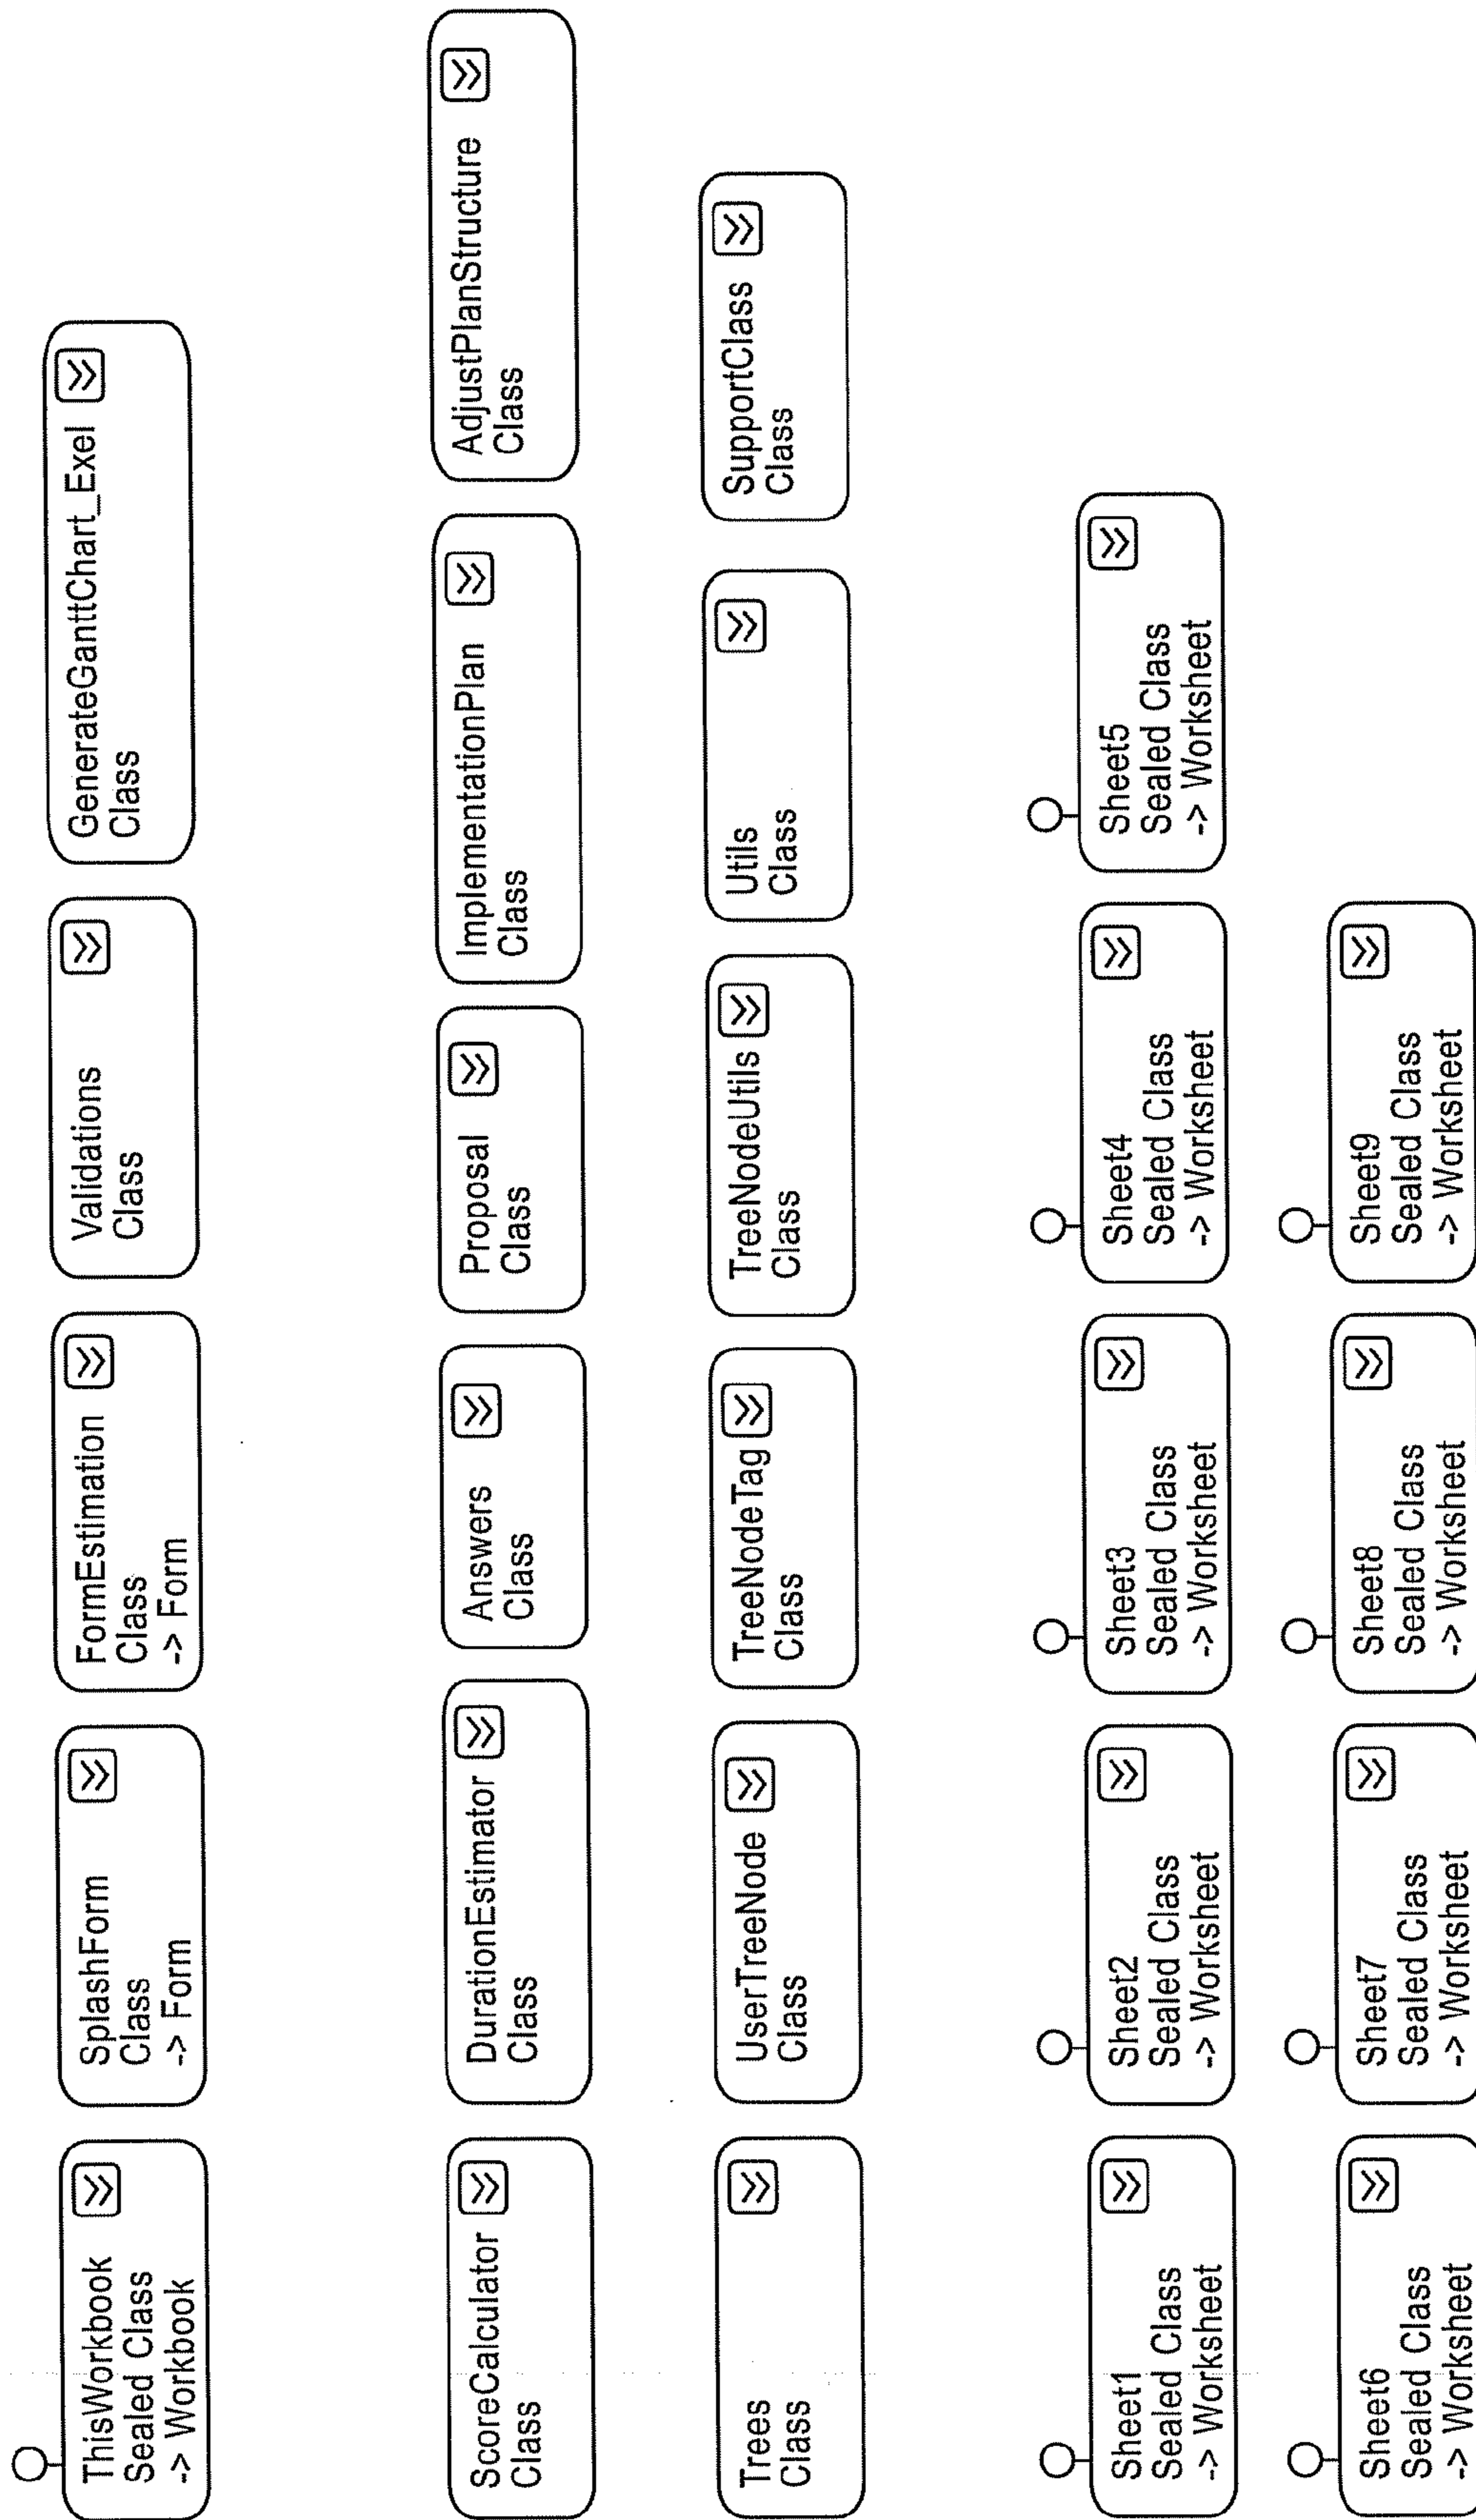 ThisWorkbook
Sealed Class
-> Workbook
SplashForm
Class
-> Form
FormEstimation
Class
-> Form
Validations
Class
GenerateGanttChart_Exel
Class
ScoreCalculator
Class
DurationEstimator
Class
Answers
Class
Proposal
Class
ImplementationPlan
Class
AdjustPlanStructure
Class
Trees
Class
UserTreeNode
Class
TreeNodeTag
Class
TreeNodeUtils
Class
Utils
Class
SupportClass
Class
Sheet1
Sealed Class
-> Worksheet
Sheet2
Sealed Class
-> Worksheet
Sheet3
Sealed Class
-> Worksheet
Sheet4
Sealed Class
-> Worksheet
Sheet5
Sealed Class
-> Worksheet
Sheet6
Sealed Class
-> Worksheet
Sheet7
Sealed Class
-> Worksheet
Sheet8
Sealed Class
-> Worksheet
Sheet9
Sealed Class
-> Worksheet